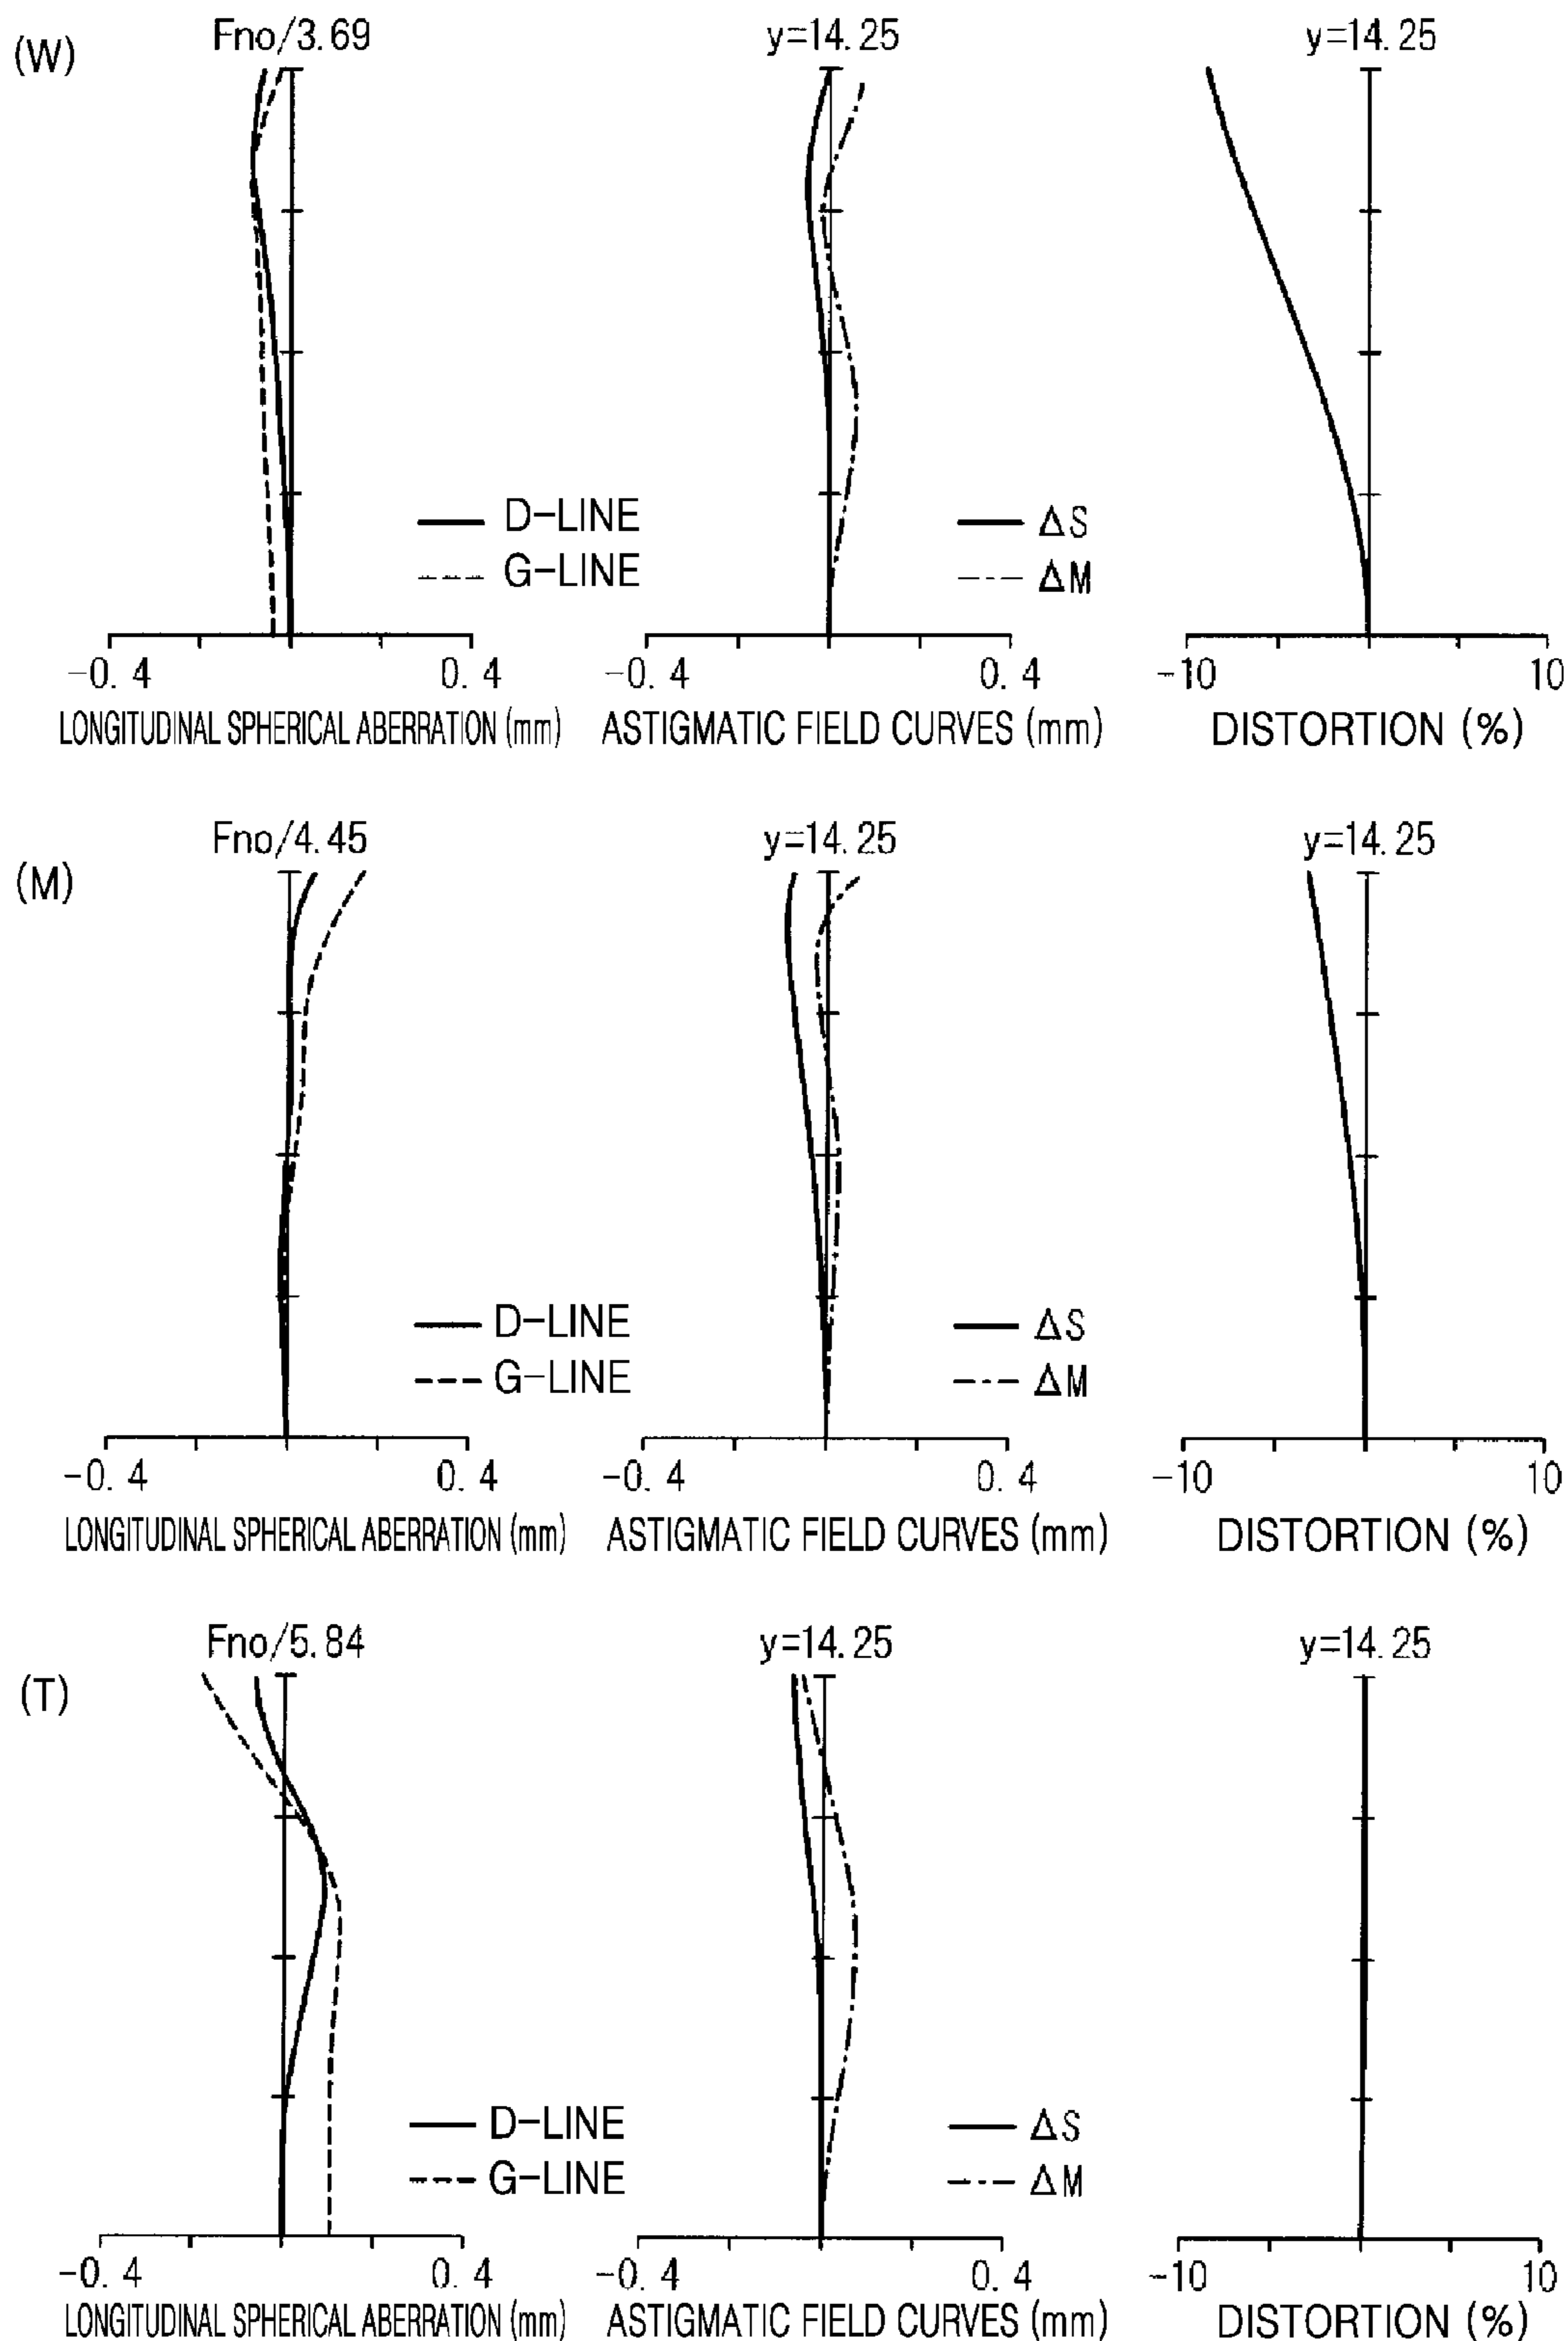 (W)
Fno/3.69
y=14.25
y=14.25
D-LINE
G-LINE
ΔS
ΔM
-0.4
0.4
-0.4
0.4
-10
10
LONGITUDINAL SPHERICAL ABERRATION (mm)
ASTIGMATIC FIELD CURVES (mm)
DISTORTION (%)
(M)
Fno/4.45
y=14.25
y=14.25
D-LINE
G-LINE
ΔS
ΔM
-0.4
0.4
-0.4
0.4
-10
10
LONGITUDINAL SPHERICAL ABERRATION (mm)
ASTIGMATIC FIELD CURVES (mm)
DISTORTION (%)
(T)
Fno/5.84
y=14.25
y=14.25
D-LINE
G-LINE
ΔS
ΔM
-0.4
0.4
-0.4
0.4
-10
10
LONGITUDINAL SPHERICAL ABERRATION (mm)
ASTIGMATIC FIELD CURVES (mm)
DISTORTION (%)